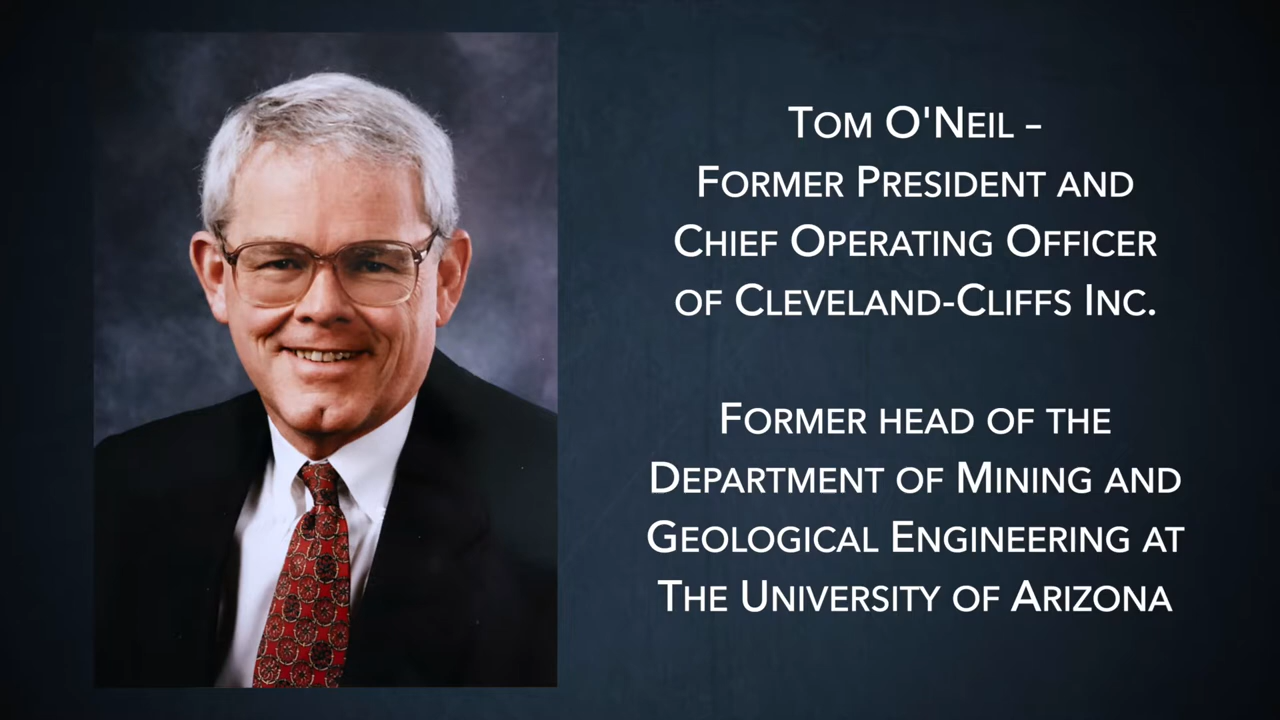 Tom O'Neil –
Former President and
Chief Operating Officer
of Cleveland-Cliffs Inc.
Former head of the
Department of Mining and
Geological Engineering at
The University of Arizona